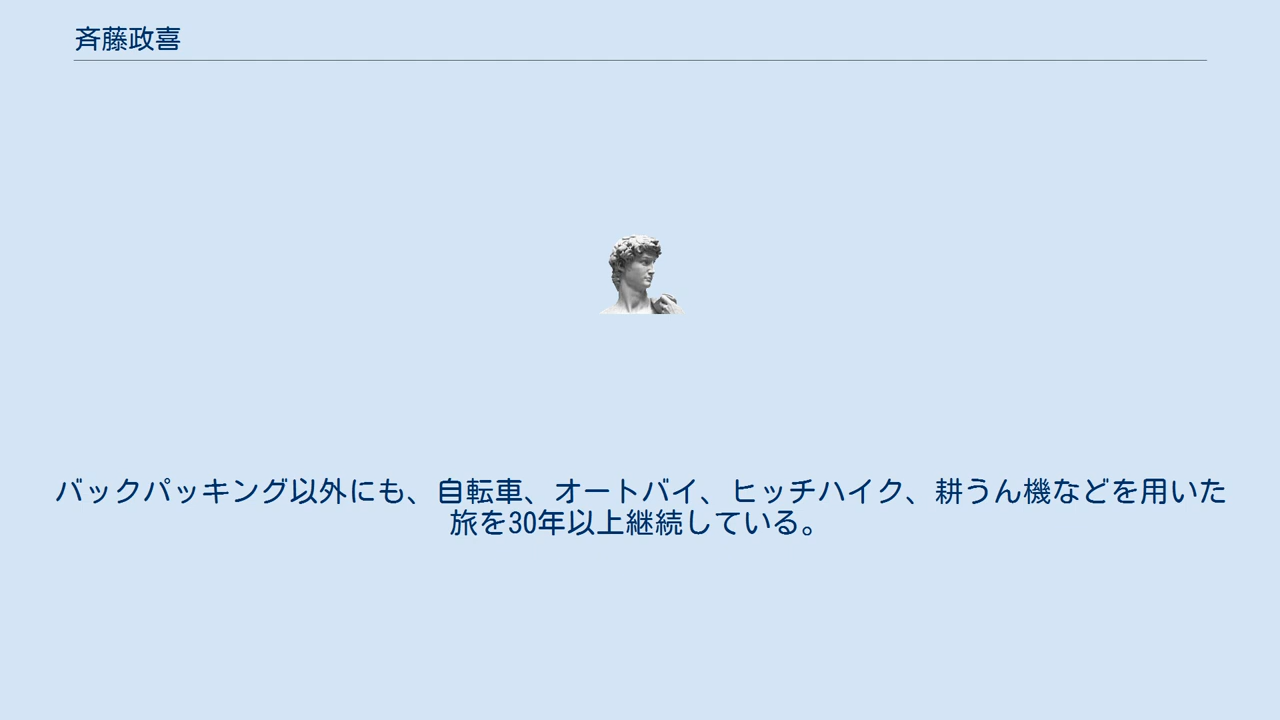 斉藤政喜
バックパッキング以外にも、自転車、オートバイ、ヒッチハイク、耕うん機などを用いた
旅を30年以上継続している。